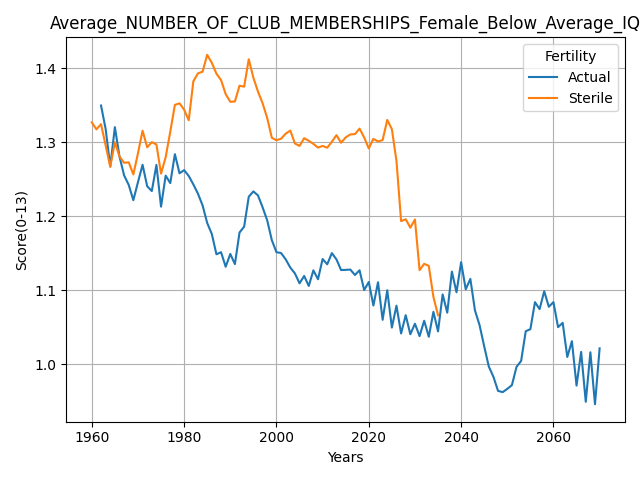 Average_NUMBER_OF_CLUB_MEMBERSHIPS_Female_Below_Average_IQ
Fertility
Actual
Sterile
Score(0-13)
1.4
1.3
1.2
1.1
1.0
1960
1980
2000
2020
2040
2060
Years